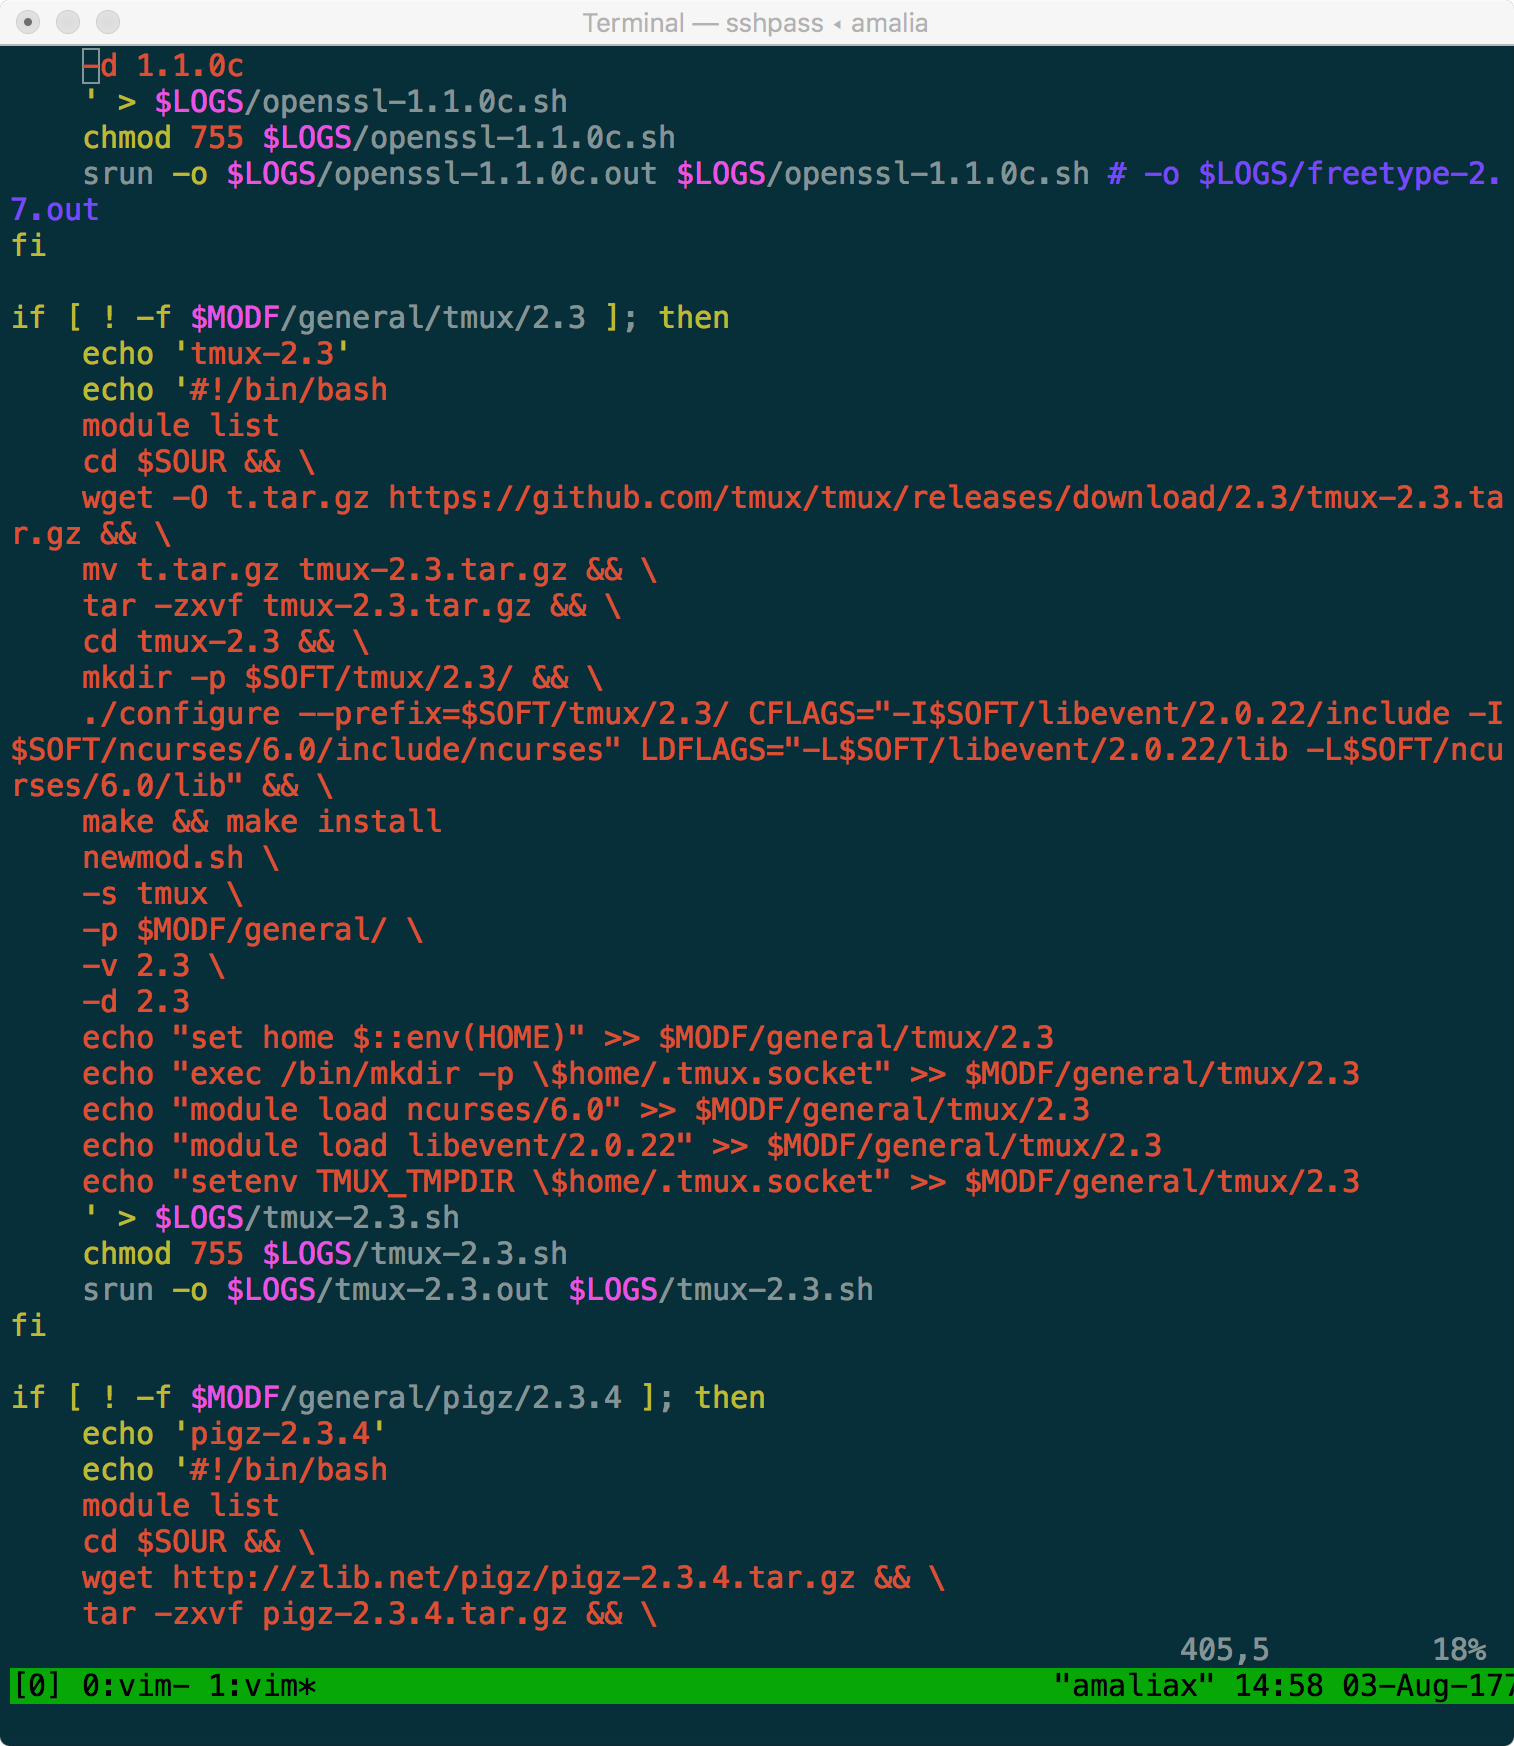 Terminal — sshpass ◂ amalia
    -d 1.1.0c
    ' > $LOGS/openssl-1.1.0c.sh
    chmod 755 $LOGS/openssl-1.1.0c.sh
    srun -o $LOGS/openssl-1.1.0c.out $LOGS/openssl-1.1.0c.sh # -o $LOGS/freetype-2.
7.out
fi

if [ ! -f $MODF/general/tmux/2.3 ]; then
    echo 'tmux-2.3'
    echo '#!/bin/bash
    module list
    cd $SOUR && \
    wget -O t.tar.gz https://github.com/tmux/tmux/releases/download/2.3/tmux-2.3.ta
r.gz && \
    mv t.tar.gz tmux-2.3.tar.gz && \
    tar -zxvf tmux-2.3.tar.gz && \
    cd tmux-2.3 && \
    mkdir -p $SOFT/tmux/2.3/ && \
    ./configure --prefix=$SOFT/tmux/2.3/ CFLAGS="-I$SOFT/libevent/2.0.22/include -I
$SOFT/ncurses/6.0/include/ncurses" LDFLAGS="-L$SOFT/libevent/2.0.22/lib -L$SOFT/ncu
rses/6.0/lib" && \
    make && make install
    newmod.sh \
    -s tmux \
    -p $MODF/general/ \
    -v 2.3 \
    -d 2.3
    echo "set home $::env(HOME)" >> $MODF/general/tmux/2.3
    echo "exec /bin/mkdir -p \$home/.tmux.socket" >> $MODF/general/tmux/2.3
    echo "module load ncurses/6.0" >> $MODF/general/tmux/2.3
    echo "module load libevent/2.0.22" >> $MODF/general/tmux/2.3
    echo "setenv TMUX_TMPDIR \$home/.tmux.socket" >> $MODF/general/tmux/2.3
    ' > $LOGS/tmux-2.3.sh
    chmod 755 $LOGS/tmux-2.3.sh
    srun -o $LOGS/tmux-2.3.out $LOGS/tmux-2.3.sh
fi

if [ ! -f $MODF/general/pigz/2.3.4 ]; then
    echo 'pigz-2.3.4'
    echo '#!/bin/bash
    module list
    cd $SOUR && \
    wget http://zlib.net/pigz/pigz-2.3.4.tar.gz && \
    tar -zxvf pigz-2.3.4.tar.gz && \
405,5 18%
[0] 0:vim- 1:vim* "amaliax" 14:58 03-Aug-177